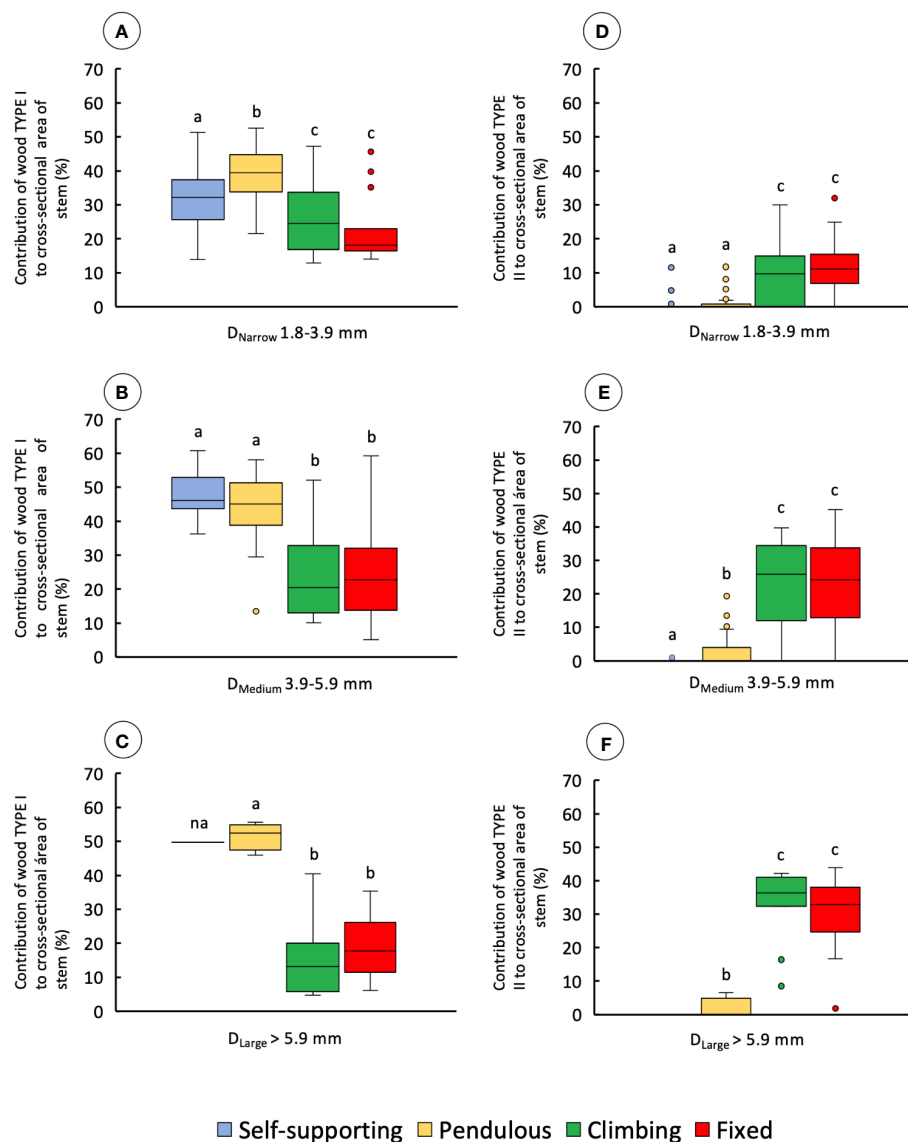 A
Contribution of wood TYPE I
to cross-sectional area of
stem (%)
70
60
50
40
30
20
10
0
a
b
c
c
D Narrow 1.8-3.9 mm
D
Contribution of wood TYPE
II to cross-sectional area of
stem (%)
70
60
50
40
30
20
10
0
a
a
c
c
D Narrow 1.8-3.9 mm
B
Contribution of wood TYPE I
to cross-sectional area of
stem (%)
70
60
50
40
30
20
10
0
a
a
b
b
D Medium 3.9-5.9 mm
E
Contribution of wood TYPE
II to cross-sectional área of
stem (%)
70
60
50
40
30
20
10
0
a
b
c
c
D Medium 3.9-5.9 mm
C
Contribution of wood TYPE I
to cross-sectional área of
stem (%)
70
60
50
40
30
20
10
0
na
a
b
b
D Large > 5.9 mm
F
Contribution of wood TYPE
II to cross-sectional area of
stem (%)
70
60
50
40
30
20
10
0
b
c
c
D Large > 5.9 mm
Self-supporting Pendulous Climbing Fixed